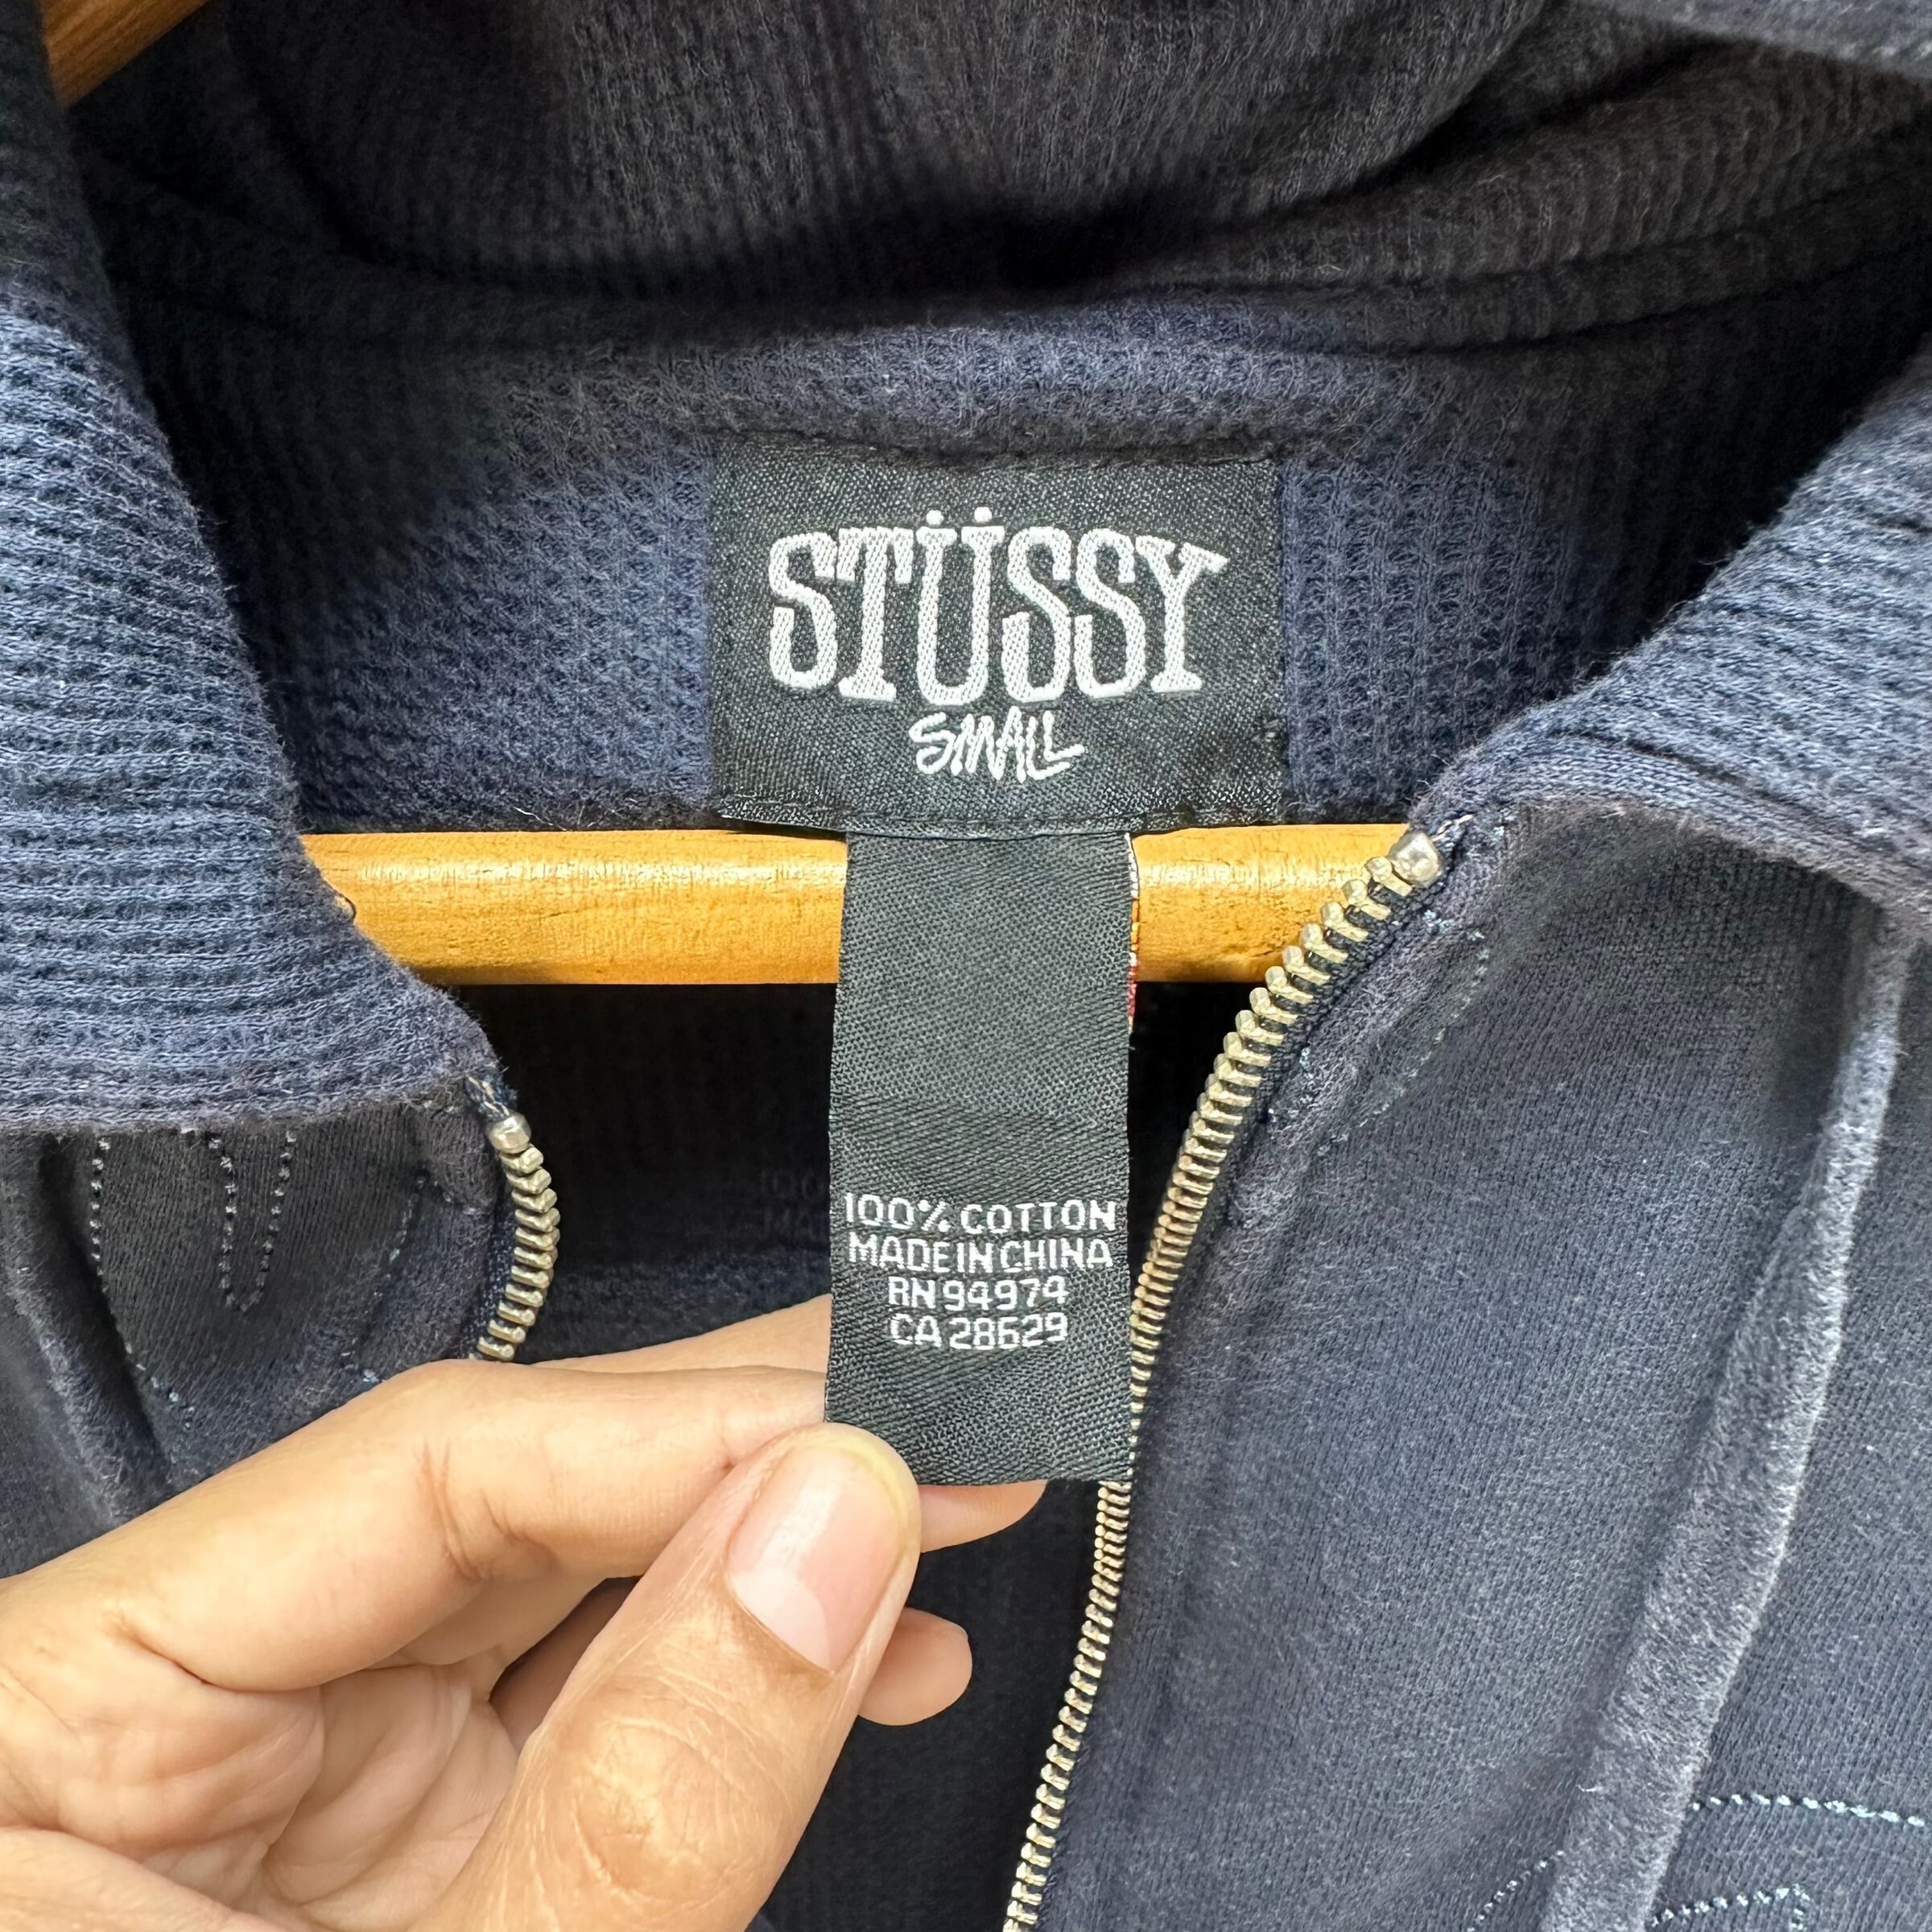 STÜSSY
SMALL
100% COTTON
MADE IN CHINA
RN 94974
CA 28629